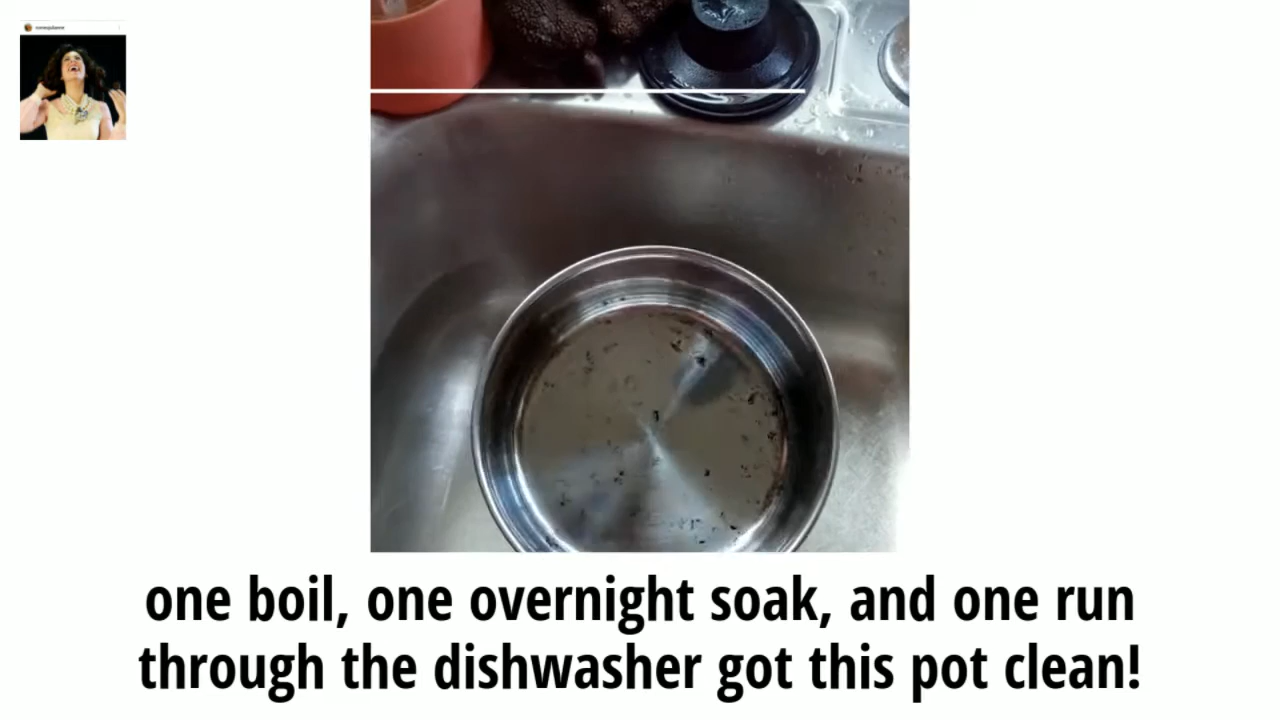 one boil, one overnight soak, and one run
through the dishwasher got this pot clean!